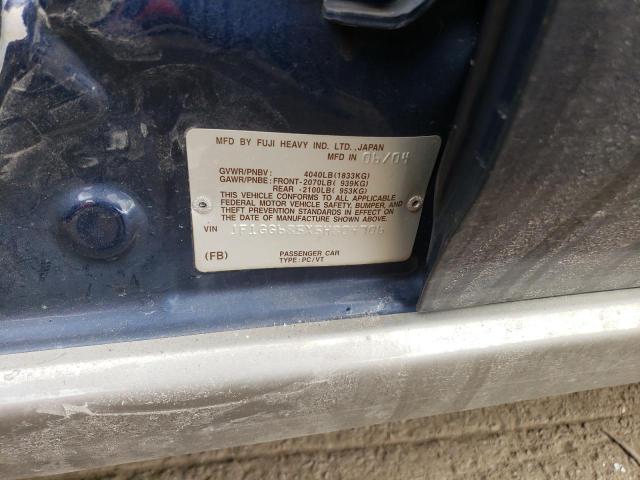 MFD BY FUJI HEAVY IND. LTD.,JAPAN
MFD IN 06/04
GVWR/PNBV : 4040LB(1833KG)
GAWR/PNBE: FRONT-2070LB( 939KG)
REAR -2100LB( 953KG)
THIS VEHICLE CONFORMS TO ALL APPLICABLE
FEDERAL MOTOR VEHICLE SAFETY, BUMPER, AND
THEFT PREVENTION STANDARDS IN EFFECT ON
THE DATE OF MANUFACTURE SHOWN ABOVE.
VIN
(FB) PASSENGER CAR
TYPE: PC/VT